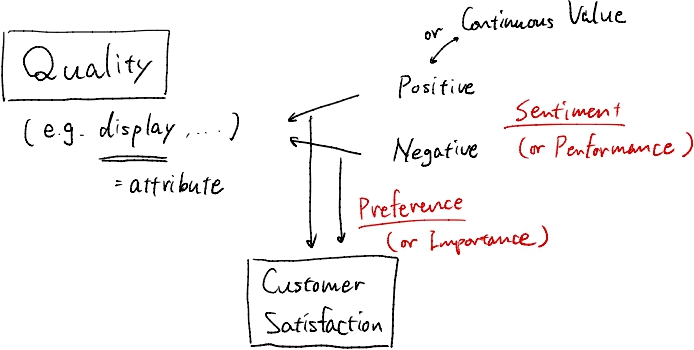 or Continuous Value
Quality
Positive
(e.g. display, ...)
Sentiment
(or Performance)
Negative
= attribute
Preference
(or Importance)
Customer
Satisfaction